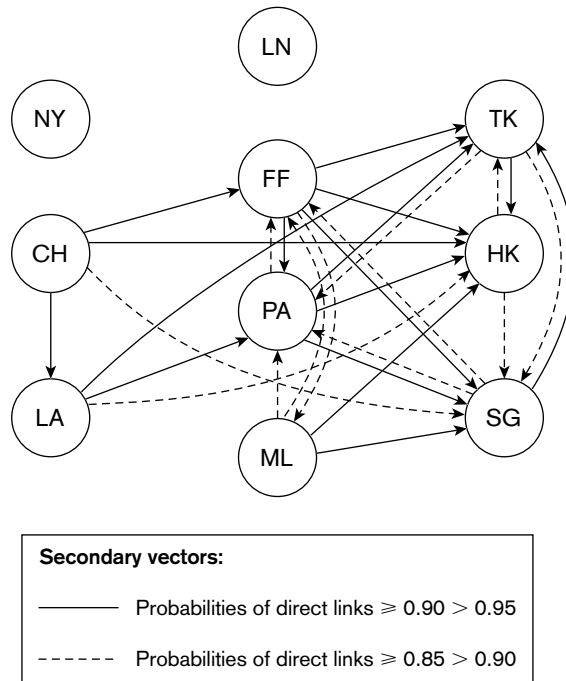 LN
NY
TK
FF
CH
HK
PA
LA
SG
ML
Secondary vectors:
Probabilities of direct links ⩾ 0.90 > 0.95
Probabilities of direct links ⩾ 0.85 > 0.90